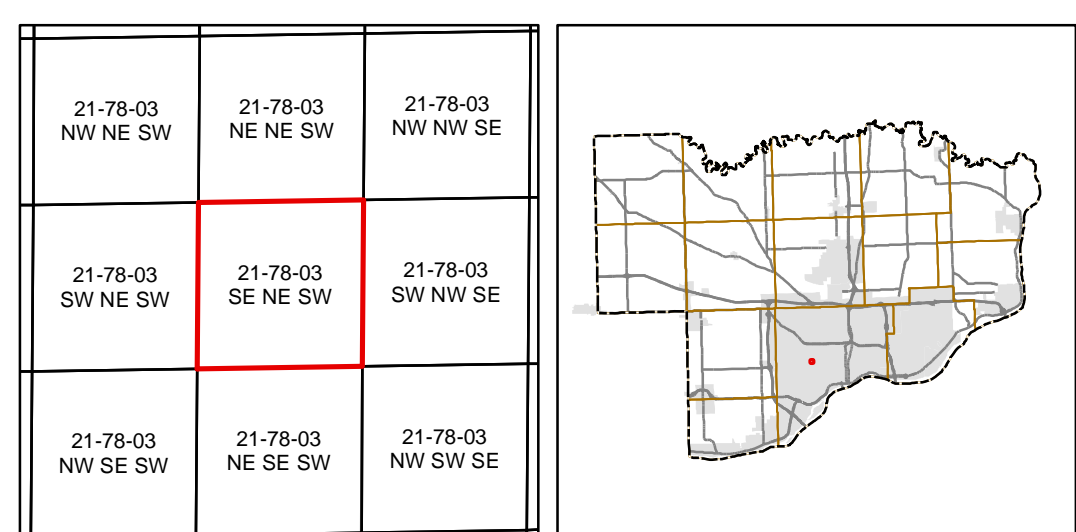 21-78-03
NW NE SW
21-78-03
NE NE SW
21-78-03
NW NW SE
21-78-03
SW NE SW
21-78-03
SE NE SW
21-78-03
SW NW SE
21-78-03
NW SE SW
21-78-03
NE SE SW
21-78-03
NW SW SE